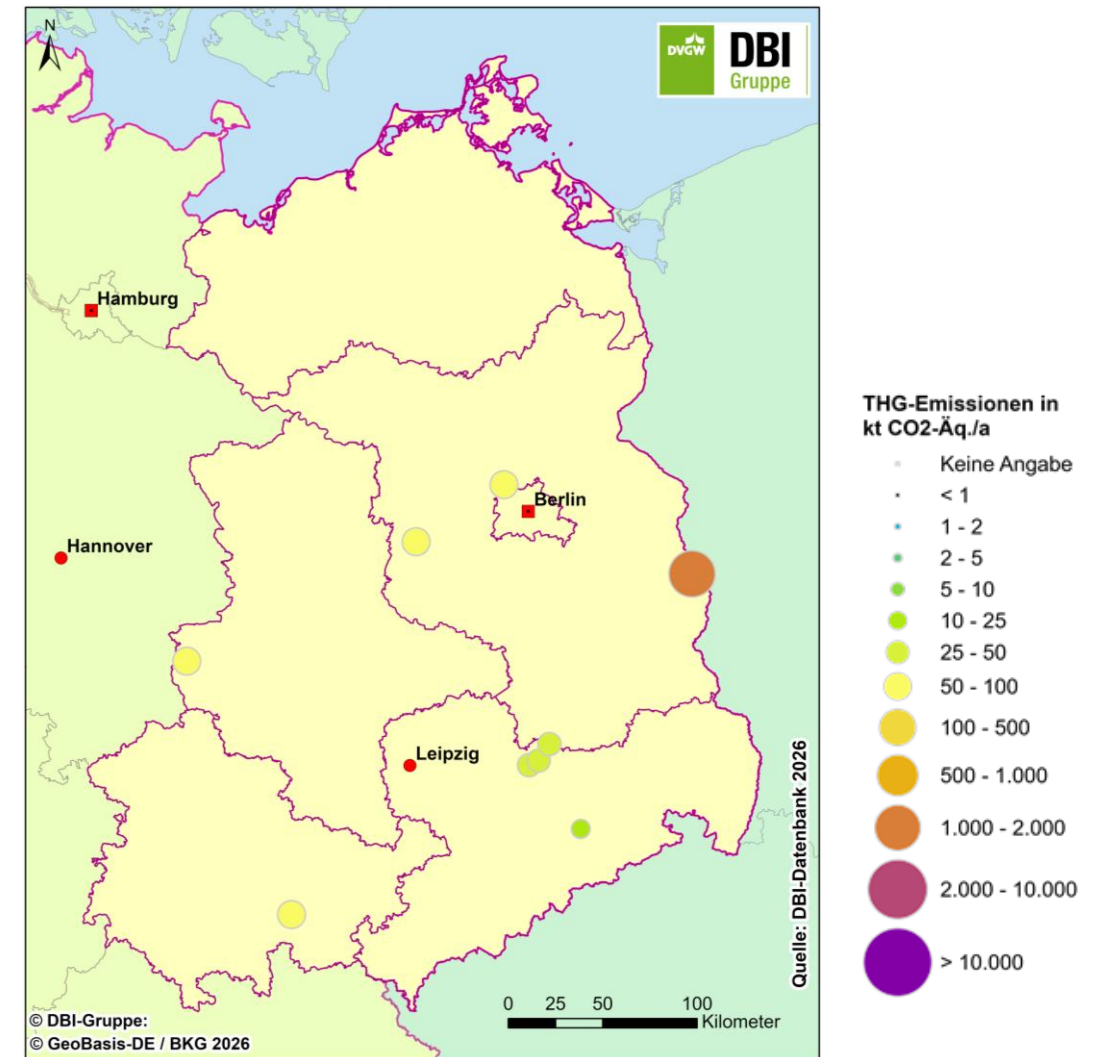 N
DVGW
DBI
Gruppe
Hamburg
Berlin
Hannover
Leipzig
Quelle: DBI-Datenbank 2026
0 25 50 100
Kilometer
© DBI-Gruppe:
© GeoBasis-DE / BKG 2026
THG-Emissionen in
kt CO2-Äq./a
Keine Angabe
< 1
1 - 2
2 - 5
5 - 10
10 - 25
25 - 50
50 - 100
100 - 500
500 - 1.000
1.000 - 2.000
2.000 - 10.000
> 10.000